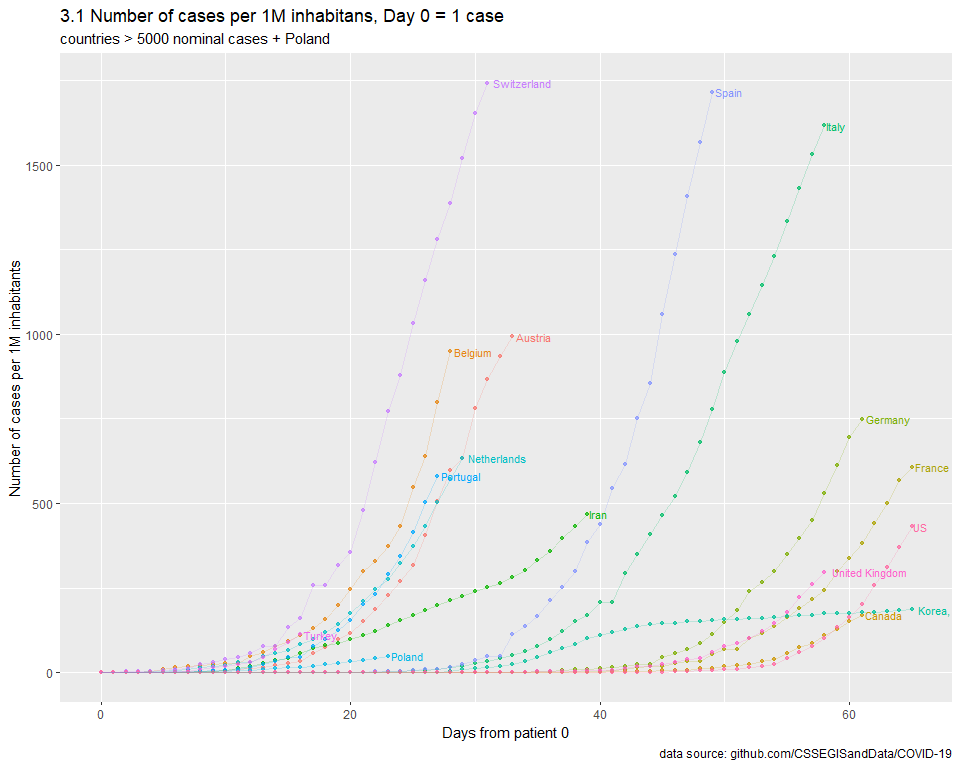 3.1 Number of cases per 1M inhabitans, Day 0 = 1 case
countries > 5000 nominal cases + Poland
Number of cases per 1M inhabitants
1500
1000
500
0
Switzerland
Spain
Italy
Belgium
Austria
Germany
Netherlands
France
Portugal
Iran
US
United Kingdom
Korea,
Canada
Turkey
Poland
0
20
40
60
Days from patient 0
data source: github.com/CSSEGISandData/COVID-19